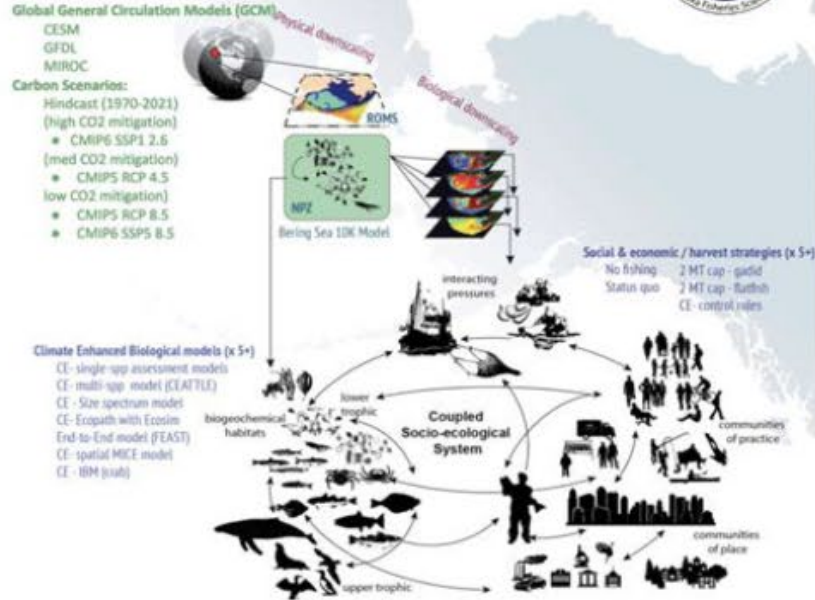 Global General Circulation Models (GCM)
CESM
GFDL
MIROC
Carbon Scenarios:
Hindcast (1970-2021)
(high CO2 mitigation)
● CMIP6 SSP1 2.6
(med CO2 mitigation)
● CMIP5 RCP 4.5
low CO2 mitigation)
● CMIP5 RCP 8.5
● CMIP6 SSP5 8.5
Physical downscaling
ROMS
Biological downscaling
NPZ
Bering Sea 10K Model
Fisheries
Social & economic / harvest strategies (x 5+)
No fishing 2 MT cap - gadid
Status quo 2 MT cap - flatfish
CE- control rules
interacting
pressures
Climate Enhanced Biological models (x 5+)
CE- single-spp assessment models
CE- multi-spp model (CEATTLE)
CE - Size spectrum model
CE- Ecopath with Ecosim
End-to-End model (FEAST)
CE- spatial MICE model
CE - IBM (crab)
biogeochemical
habitats
lower
trophic
Coupled
Socio-ecological
System
communities
of practice
communities
of place
upper trophic